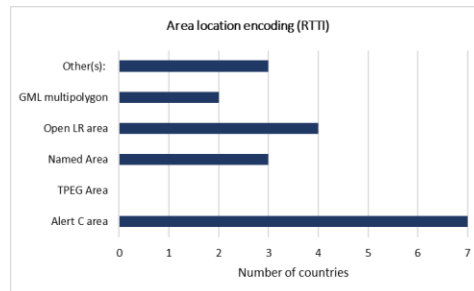 Area location encoding (RTTI)
Other(s):
GML multipolygon
Open LR area
Named Area
TPEG Area
Alert C area
0 1 2 3 4 5 6 7
Number of countries